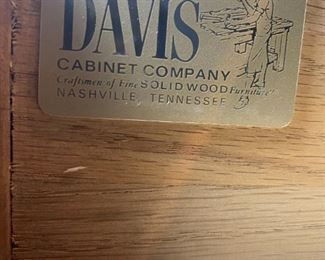 DAVIS
CABINET COMPANY
Craftsmen of Fine SOLID WOOD Furniture
NASHVILLE, TENNESSEE